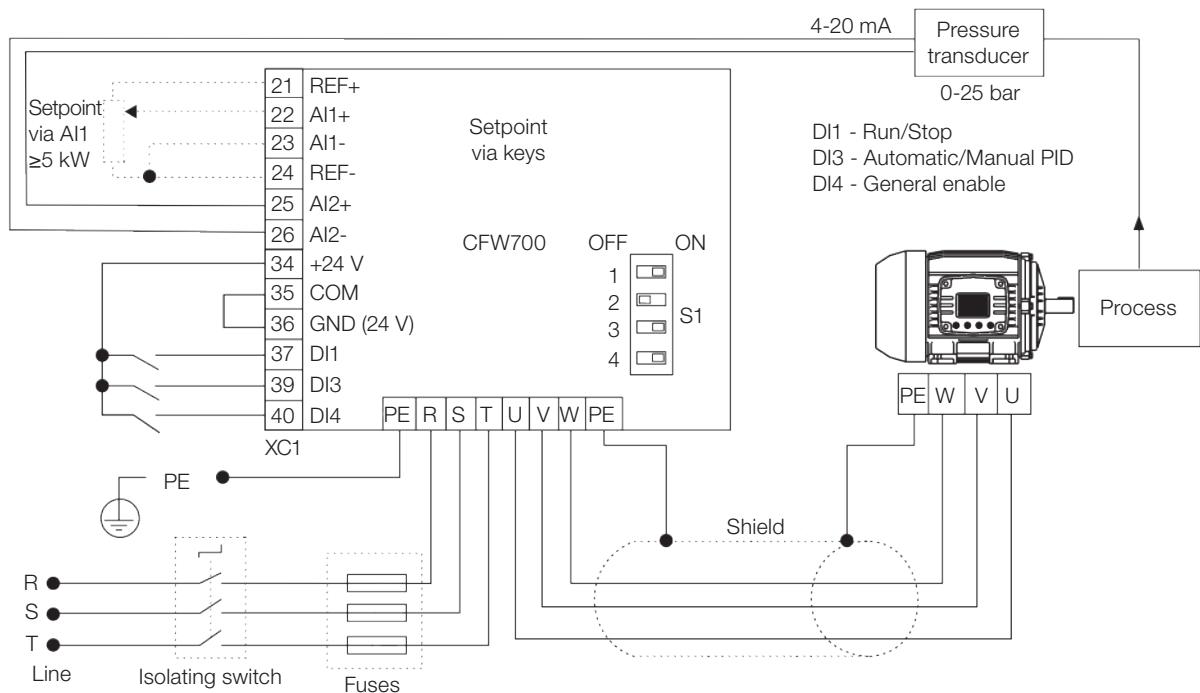 4-20 mA
Pressure
transducer
0-25 bar
Setpoint
via AI1
≥5 kW
21 REF+
22 AI1+
23 AI1-
24 REF-
25 AI2+
26 AI2-
34 +24 V
35 COM
36 GND (24 V)
37 DI1
39 DI3
40 DI4
XC1
Setpoint
via keys
CFW700
OFF ON
1
2
3
4
S1
DI1 - Run/Stop
DI3 - Automatic/Manual PID
DI4 - General enable
Process
PE W V U
PE R S T U V W PE
PE
Shield
R
S
T
Line
Isolating switch
Fuses